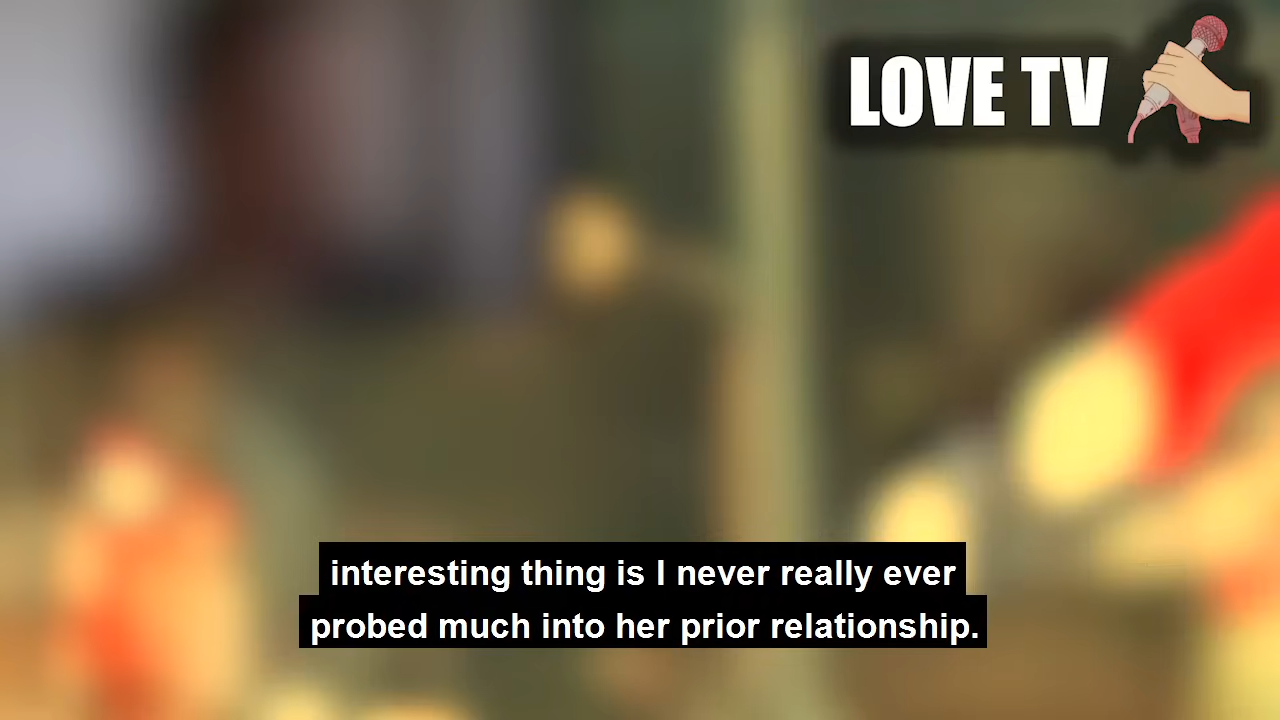 LOVE TV
interesting thing is I never really ever
probed much into her prior relationship.